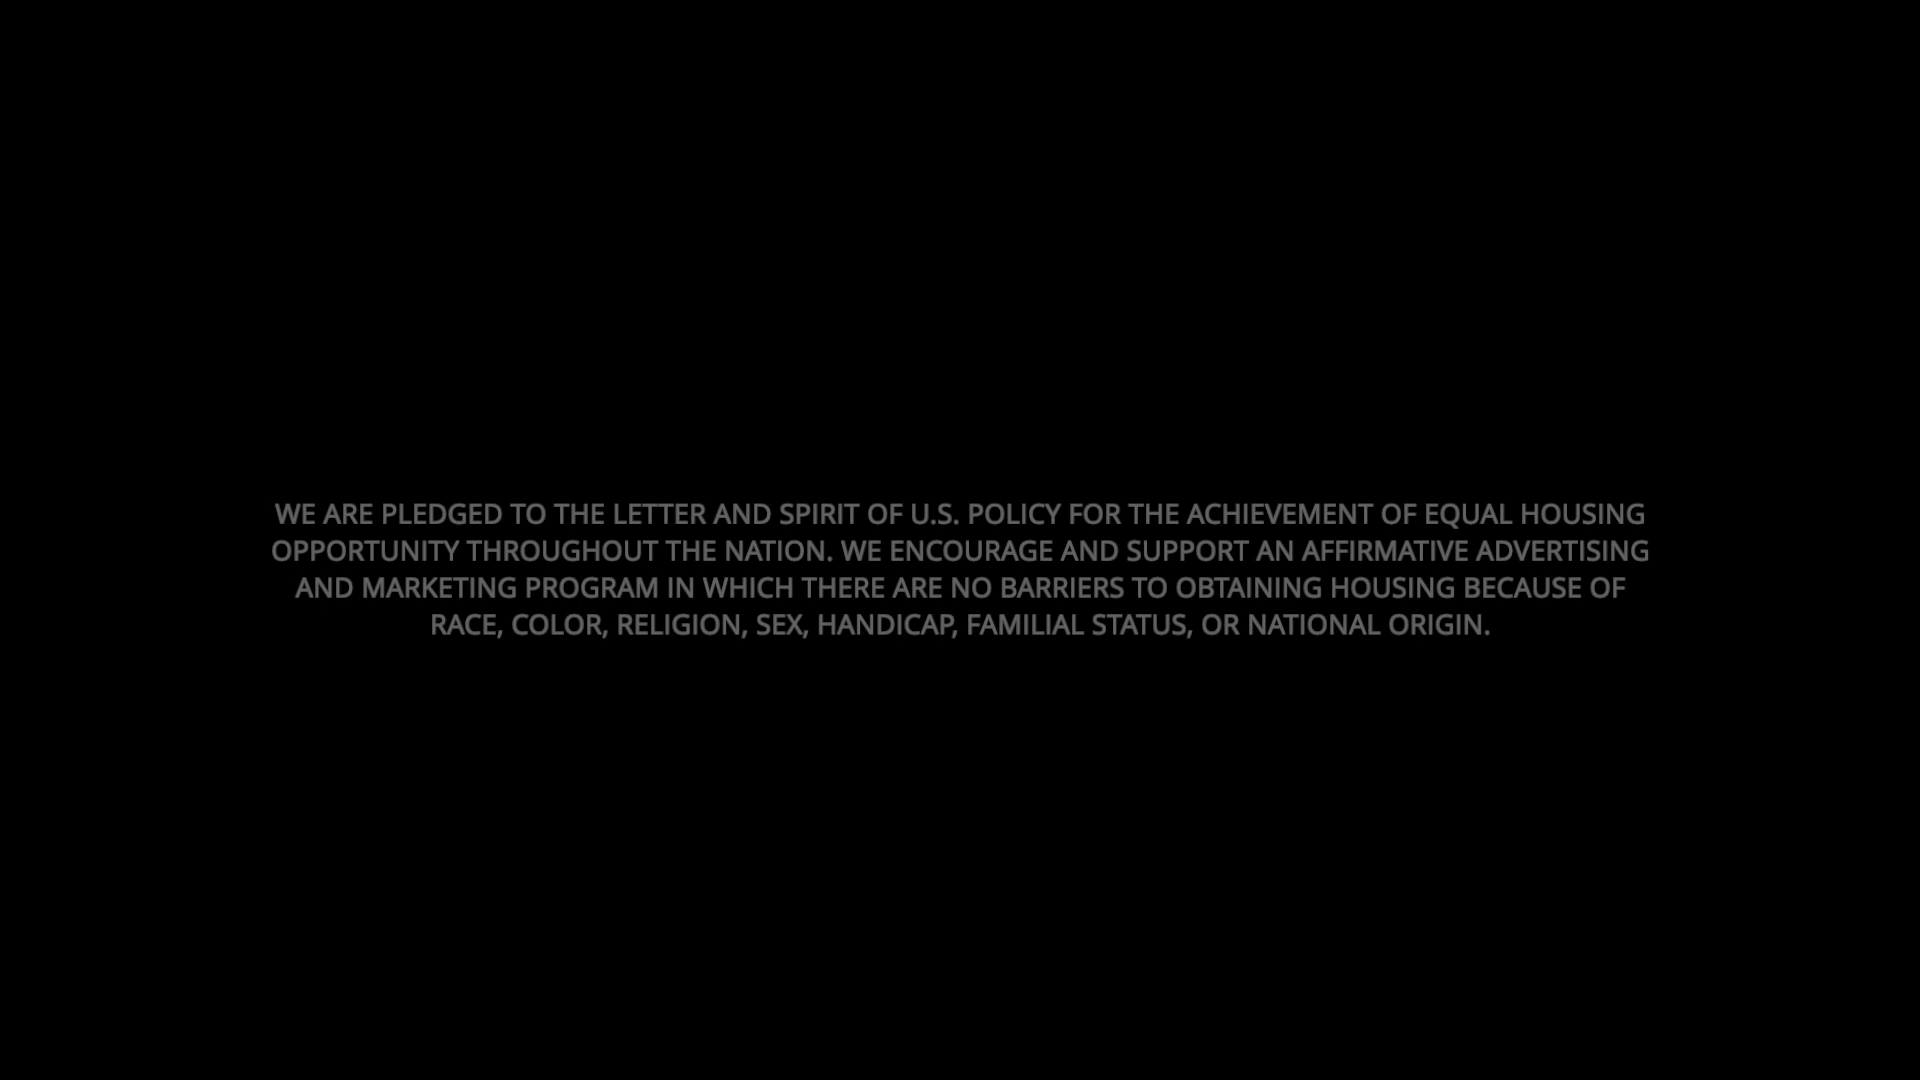 WE ARE PLEDGED TO THE LETTER AND SPIRIT OF U.S. POLICY FOR THE ACHIEVEMENT OF EQUAL HOUSING
OPPORTUNITY THROUGHOUT THE NATION. WE ENCOURAGE AND SUPPORT AN AFFIRMATIVE ADVERTISING
AND MARKETING PROGRAM IN WHICH THERE ARE NO BARRIERS TO OBTAINING HOUSING BECAUSE OF
RACE, COLOR, RELIGION, SEX, HANDICAP, FAMILIAL STATUS, OR NATIONAL ORIGIN.